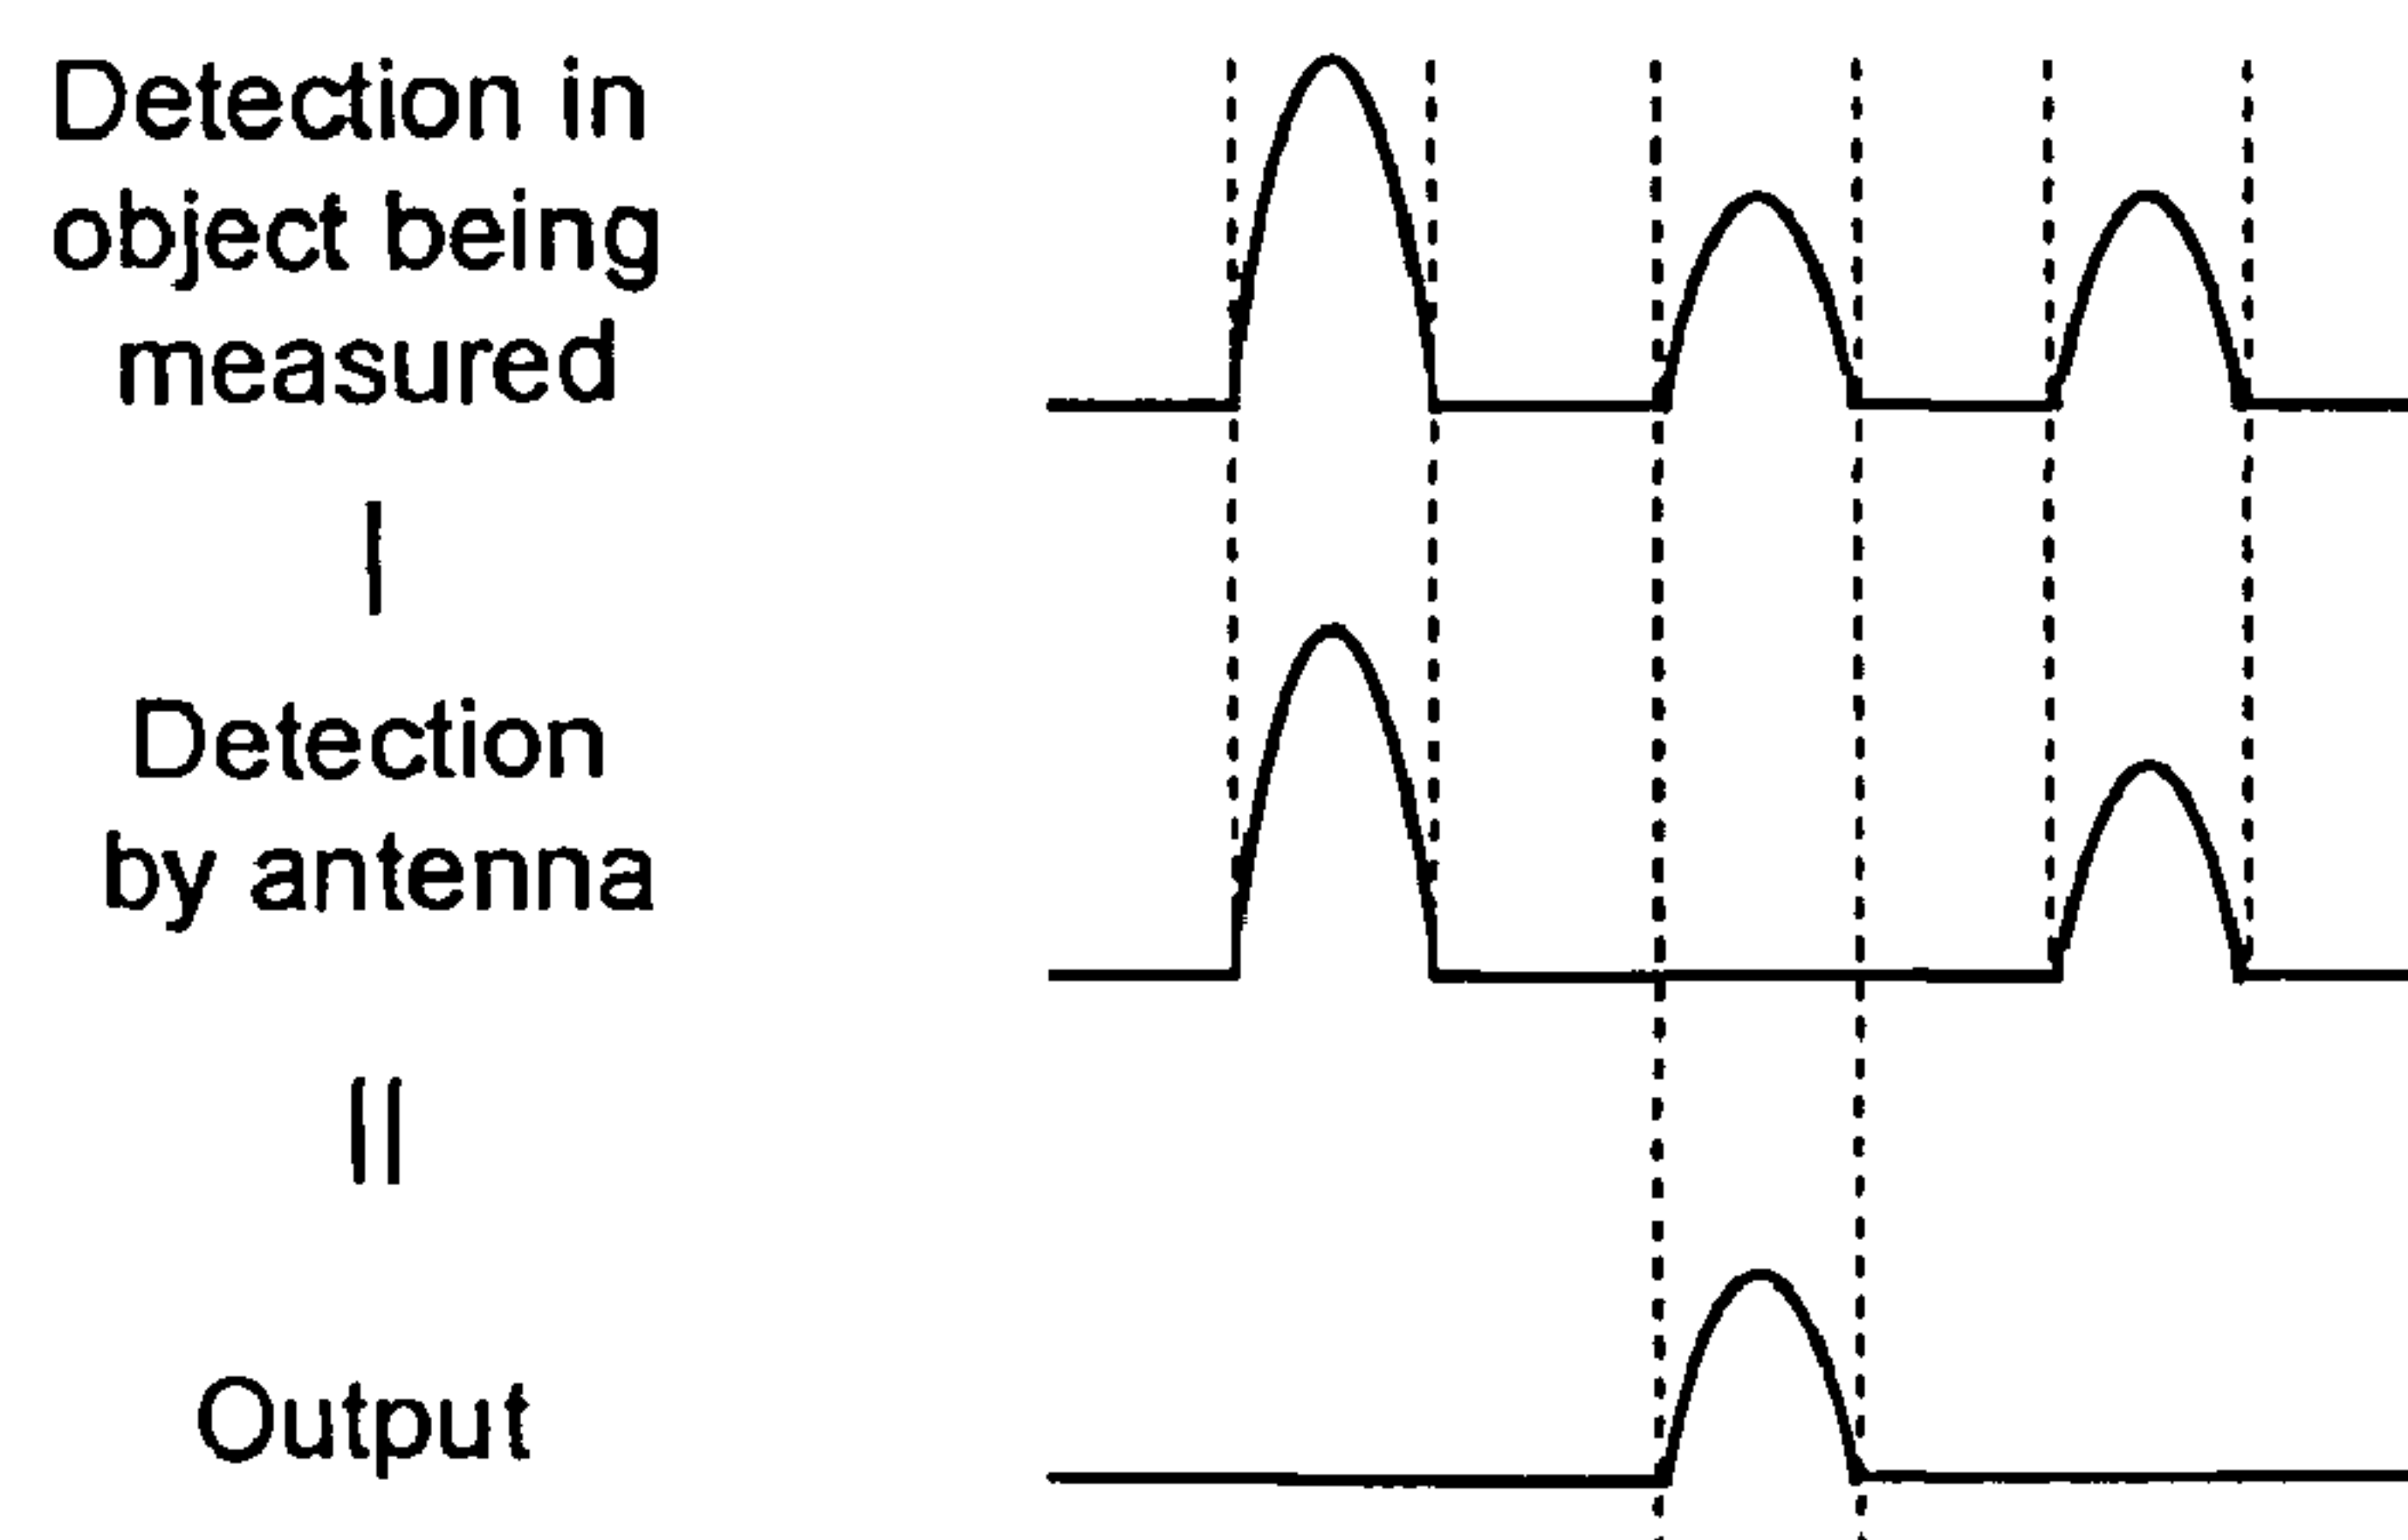 Detection in
object being
measured
|
Detection
by antenna
||
Output